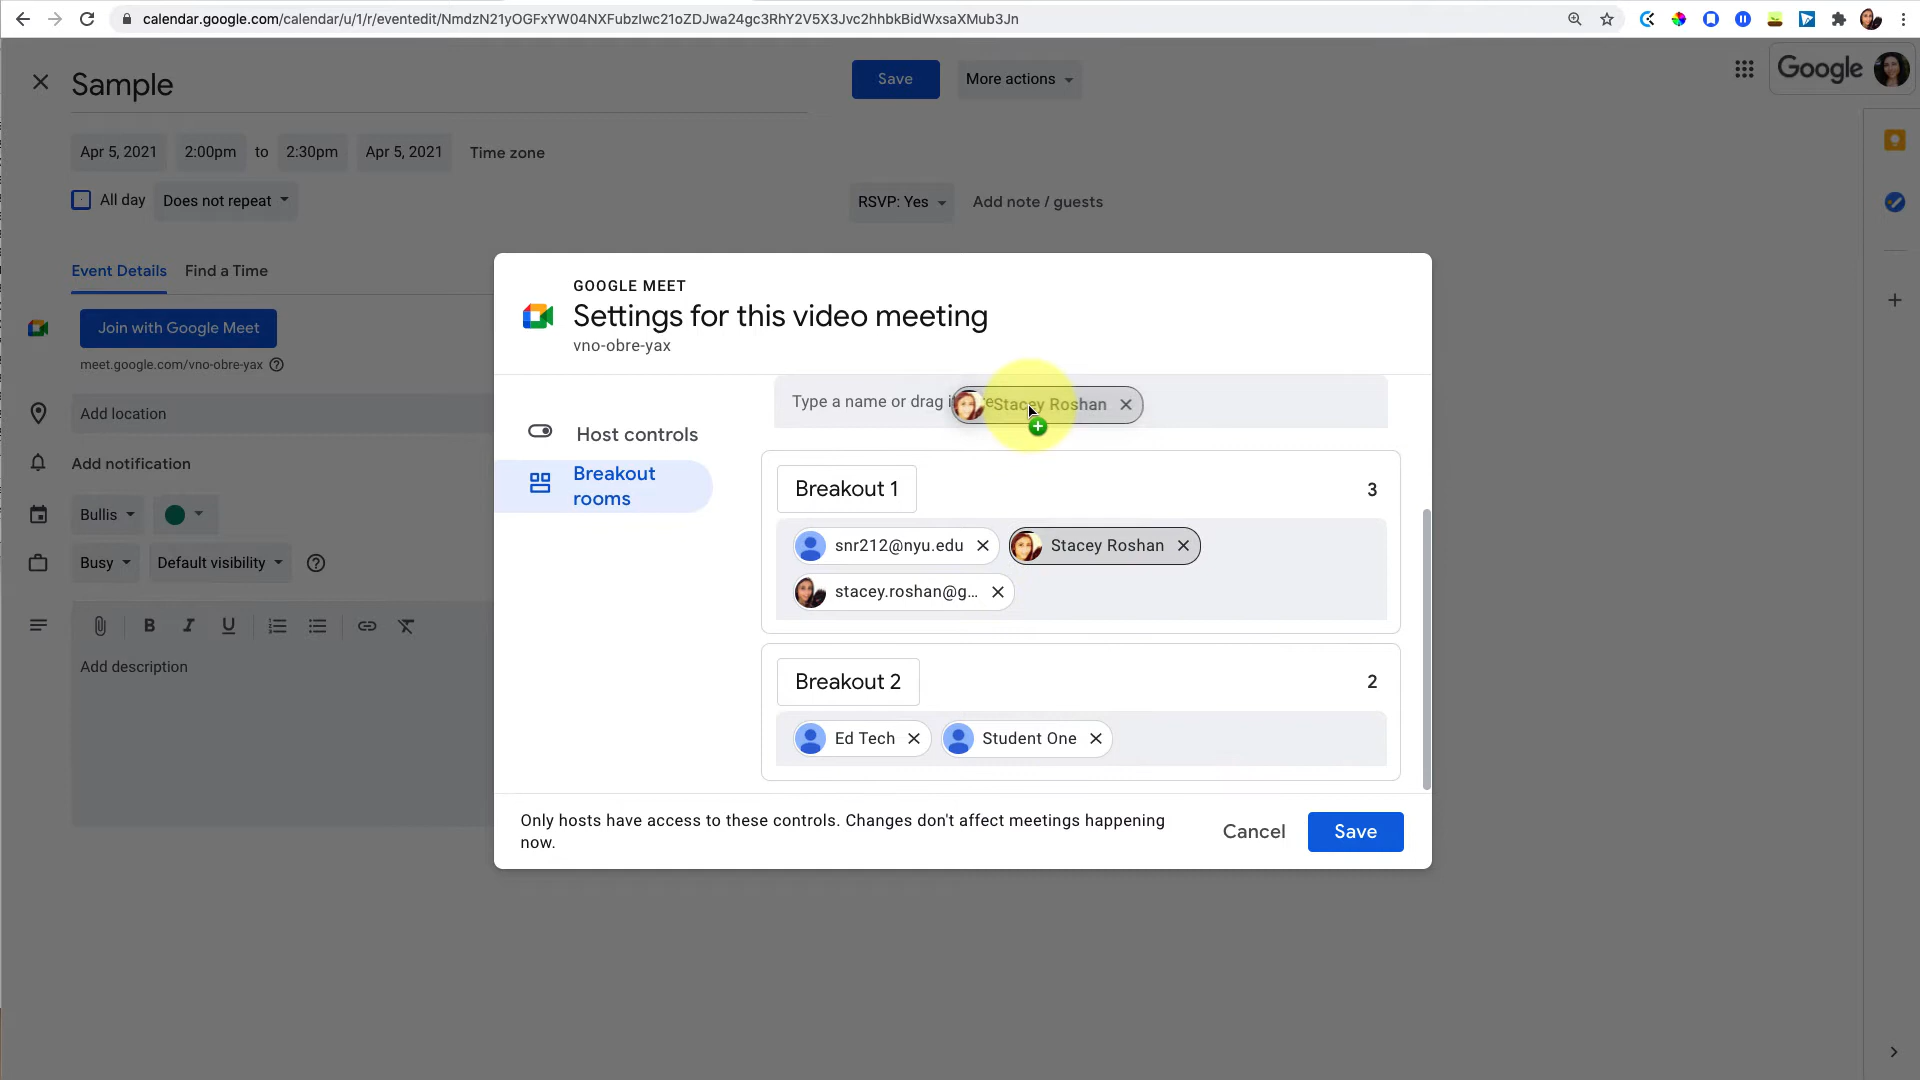 calendar.google.com/calendar/u/1/r/eventedit/NmdzN21yOGFxYW04NXFubzIwc21oZDJwa24gc3RhY2V5X3Jvc2hhbkBidWxsaXMub3Jn
Sample
Save
More actions
Google
Apr 5, 2021
2:00pm
to
2:30pm
Apr 5, 2021
Time zone
All day
Does not repeat
RSVP: Yes
Add note / guests
Event Details
Find a Time
Join with Google Meet
meet.google.com/vno-obre-yax
Add location
Add notification
Bullis
Busy
Default visibility
Add description
GOOGLE MEET
Settings for this video meeting
vno-obre-yax
Host controls
Breakout
rooms
Type a name or drag
Stacey Roshan
Breakout 1
3
snr212@nyu.edu
Stacey Roshan
stacey.roshan@g...
Breakout 2
2
Ed Tech
Student One
Only hosts have access to these controls. Changes don't affect meetings happening
now.
Cancel
Save